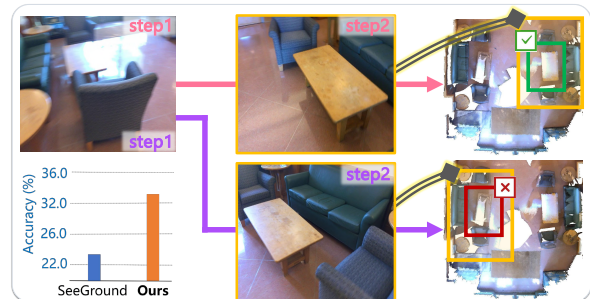 step1
step2
step1
step2
Accuracy (%)
36.0
32.0
26.0
22.0
SeeGround Ours